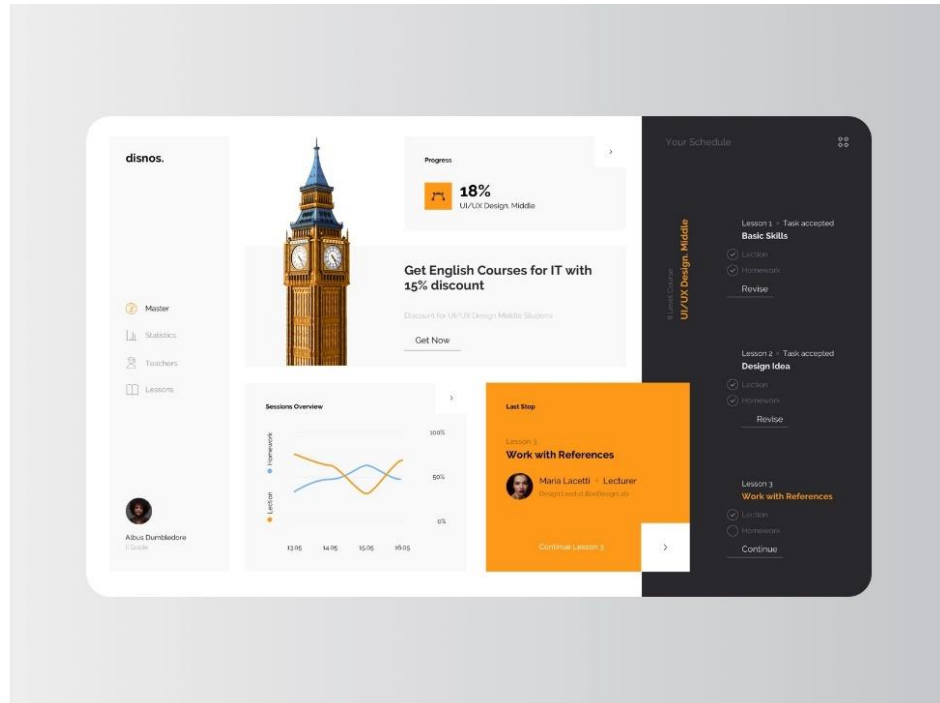 disnos.
Master
Statistics
Teachers
Lessons
Albus Dumbledore
Progress
18%
UI/UX Design. Middle
Get English Courses for IT with
15% discount
Discount for UI/UX Design Middle Students
Get Now
Sessions Overview
Homework
Lection
100%
50%
0%
13.05 14.05 15.05 16.05
Last Stop
Lesson 3
Work with References
Maria Lacetti • Lecturer
Continue Lesson 3
Your Schedule
II Level Course
UI/UX Design. Middle
Lesson 1 • Task accepted
Basic Skills
Lection
Homework
Revise
Lesson 2 • Task accepted
Design Idea
Lection
Homework
Revise
Lesson 3
Work with References
Lection
Homework
Continue